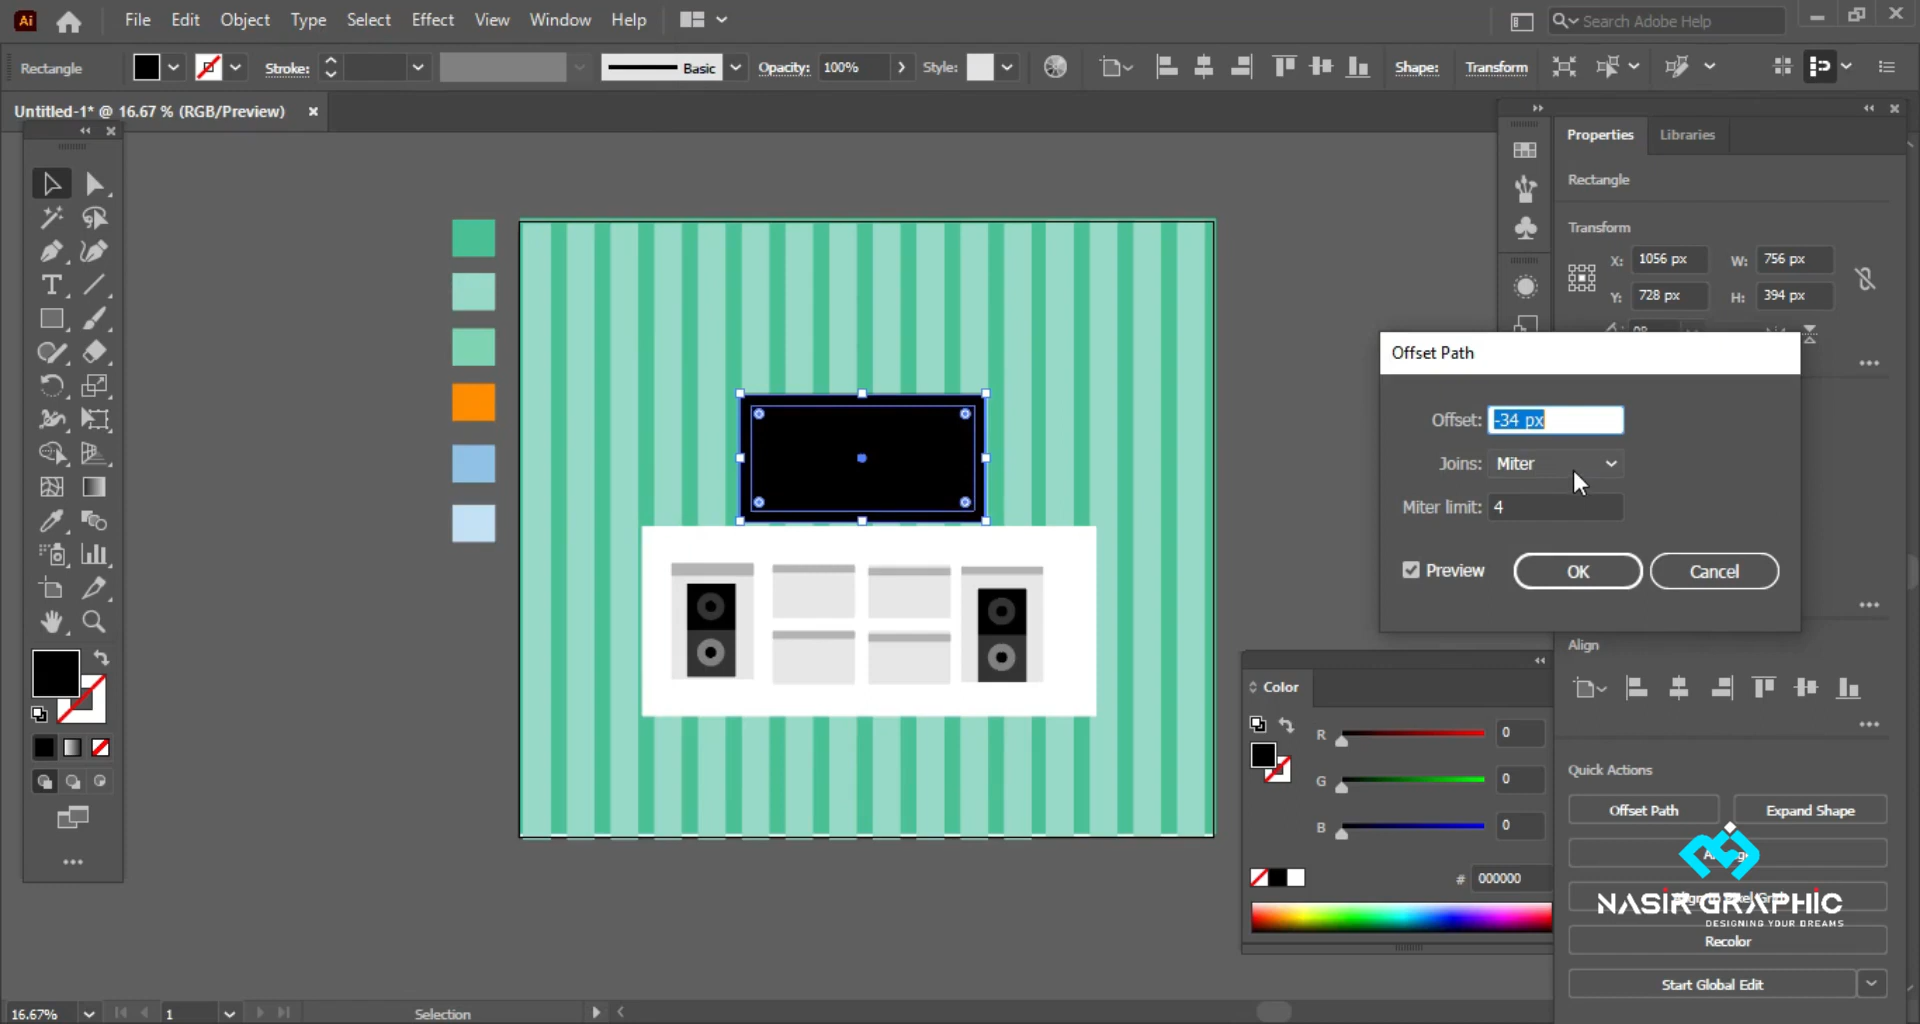 Ai File Edit Object Type Select Effect View Window Help Search Adobe Help
Rectangle Stroke: Basic Opacity: 100% Style: Shape: Transform
Untitled-1* @ 16.67 % (RGB/Preview)
Properties Libraries
Rectangle
Transform
X: 1056 px W: 756 px
Y: 728 px H: 394 px
Offset Path
Offset: -34 px
Joins: Miter
Miter limit: 4
Preview OK Cancel
Align
Color
R 0
G 0
B 0
# 000000
Quick Actions
Offset Path Expand Shape
NASIR GRAPHIC
DESIGNING YOUR DREAMS
Recolor
Start Global Edit
16.67% 1 Selection